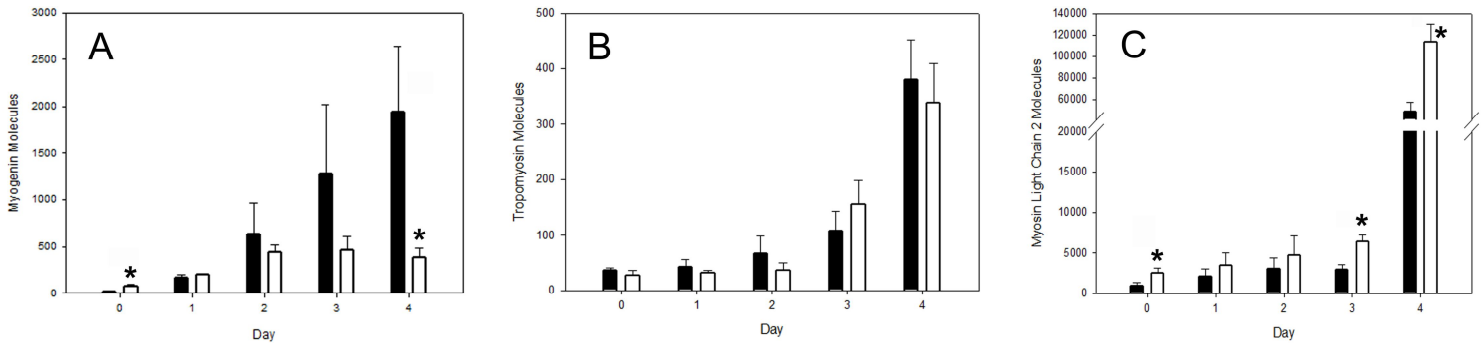 A
Myogenin Molecules
3000
2500
2000
1500
1000
500
0
*
*
0 1 2 3 4
Day
B
Tropomyosin Molecules
500
400
300
200
100
0
0 1 2 3 4
Day
C
Myosin Light Chain 2 Molecules
140000
120000
100000
80000
60000
20000
15000
10000
5000
0
*
*
*
0 1 2 3 4
Day